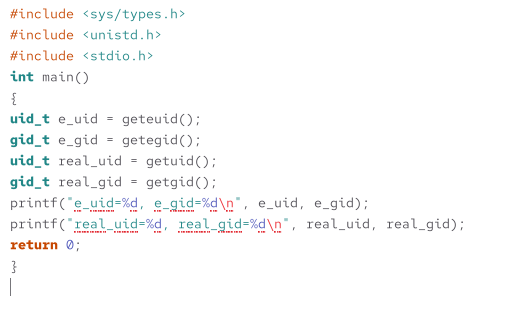 #include <sys/types.h>
#include <unistd.h>
#include <stdio.h>
int main()
{
uid_t e_uid = geteuid();
gid_t e_gid = getegid();
uid_t real_uid = getuid();
gid_t real_gid = getgid();
printf("e_uid=%d, e_gid=%d\n", e_uid, e_gid);
printf("real_uid=%d, real_gid=%d\n", real_uid, real_gid);
return 0;
}